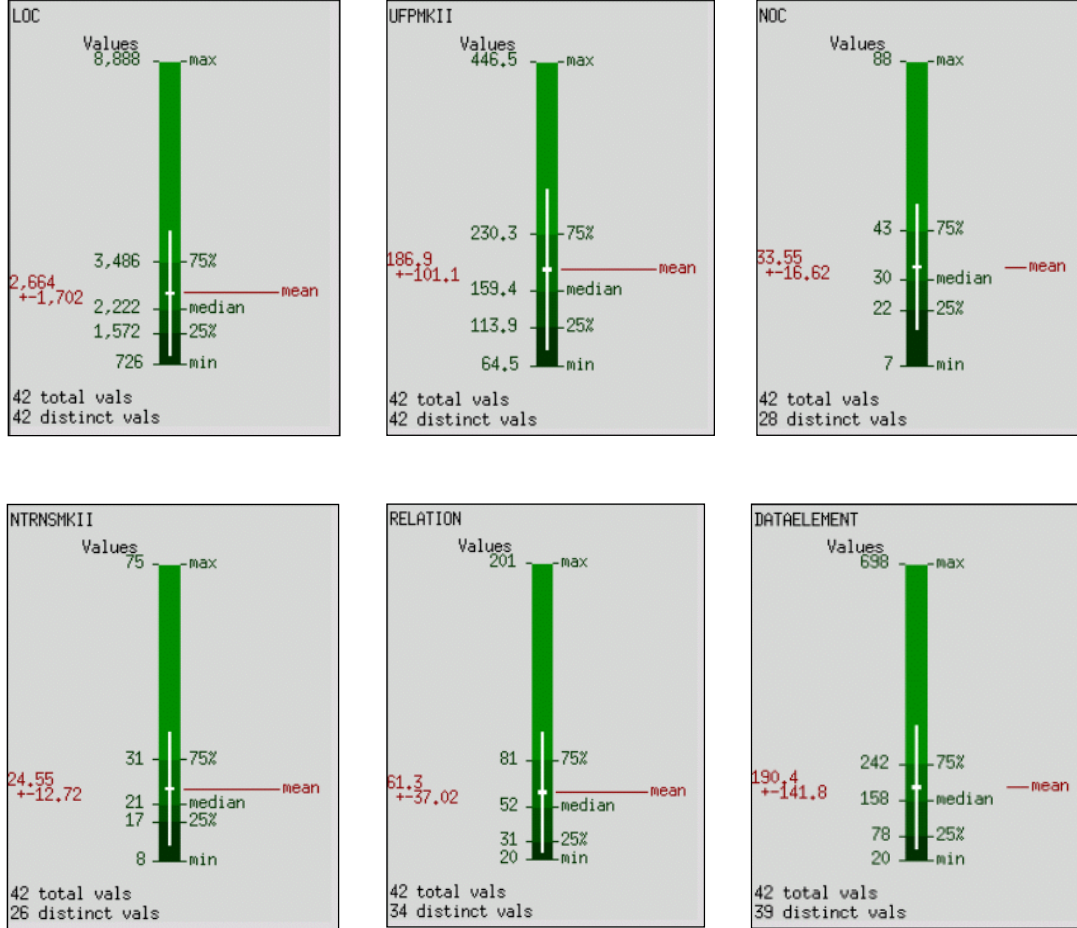 LOC
Values
8,888 max
3,486 75%
2,664
+-1,702 mean
2,222 median
1,572 25%
726 min
42 total vals
42 distinct vals
UFPMKII
Values
446.5 max
230.3 75%
186.9
+-101.1 mean
159.4 median
113.9 25%
64.5 min
42 total vals
42 distinct vals
NOC
Values
88 max
43 75%
33.55
+-16.62 mean
30 median
22 25%
7 min
42 total vals
28 distinct vals
NTRNSMKII
Values
75 max
31 75%
24.55
+-12.72 mean
21 median
17 25%
8 min
42 total vals
26 distinct vals
RELATION
Values
201 max
81 75%
61.3
+-37.02 mean
52 median
31 25%
20 min
42 total vals
34 distinct vals
DATAELEMENT
Values
698 max
242 75%
190.4
+-141.8 mean
158 median
78 25%
20 min
42 total vals
39 distinct vals